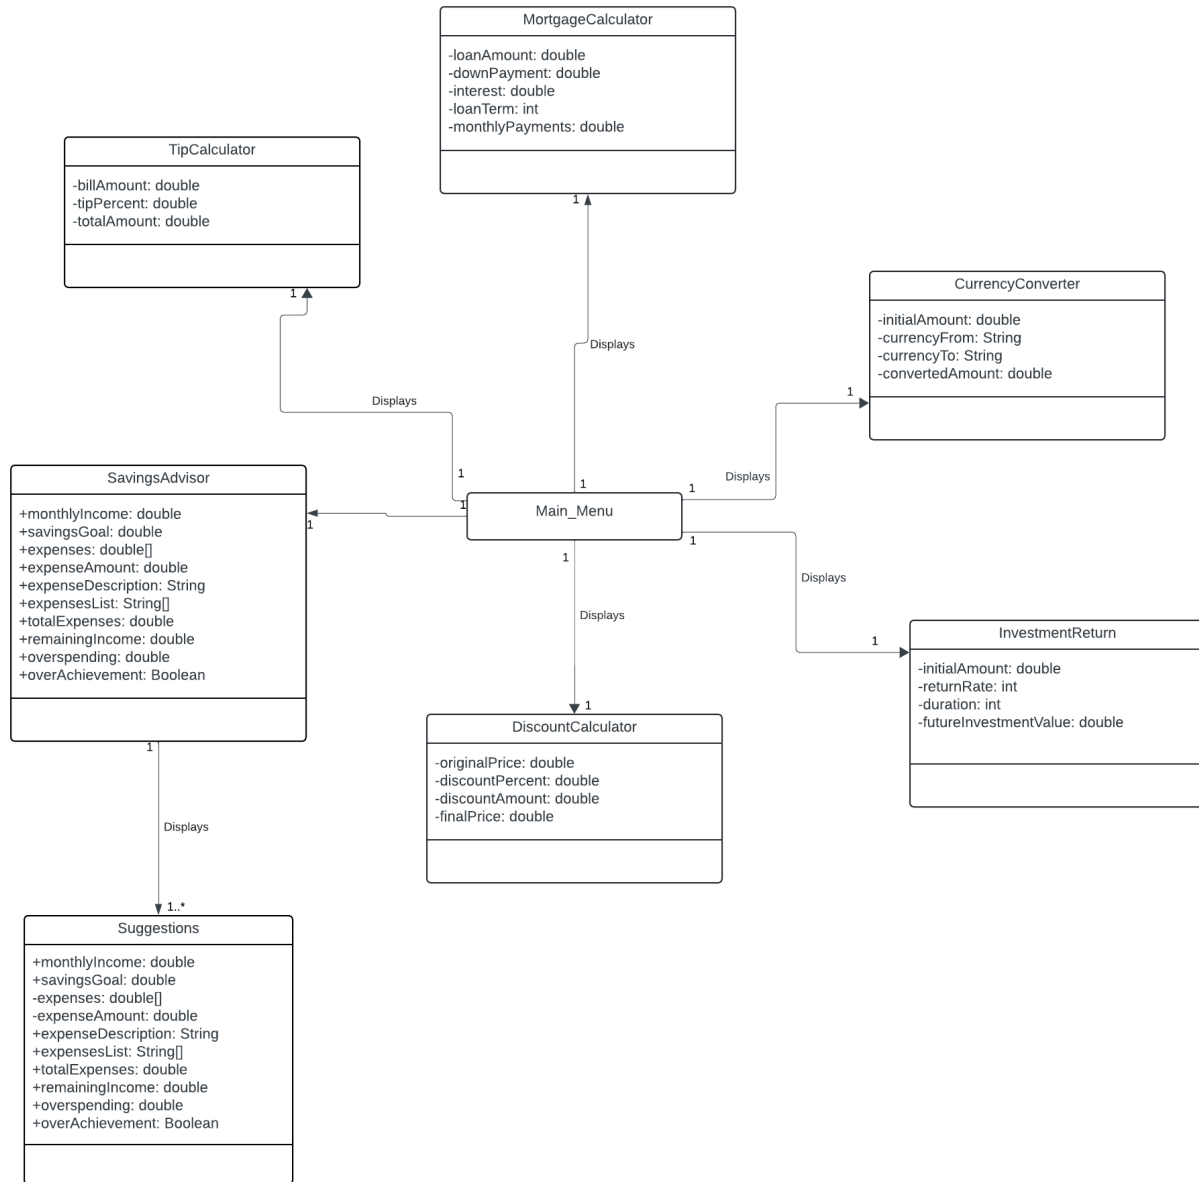 MortgageCalculator
-loanAmount: double
-downPayment: double
-interest: double
-loanTerm: int
-monthlyPayments: double
1
TipCalculator
-billAmount: double
-tipPercent: double
-totalAmount: double
1
CurrencyConverter
-initialAmount: double
-currencyFrom: String
-currencyTo: String
-convertedAmount: double
1
Displays
Displays
Displays
1
1
1
1
Main_Menu
1
1
SavingsAdvisor
+monthlyIncome: double
+savingsGoal: double
+expenses: double[]
+expenseAmount: double
+expenseDescription: String
+expensesList: String[]
+totalExpenses: double
+remainingIncome: double
+overspending: double
+overAchievement: Boolean
1
1
Displays
Displays
1
InvestmentReturn
-initialAmount: double
-returnRate: int
-duration: int
-futureInvestmentValue: double
1
DiscountCalculator
-originalPrice: double
-discountPercent: double
-discountAmount: double
-finalPrice: double
Displays
1..*
Suggestions
+monthlyIncome: double
+savingsGoal: double
-expenses: double[]
-expenseAmount: double
+expenseDescription: String
+expensesList: String[]
+totalExpenses: double
+remainingIncome: double
+overspending: double
+overAchievement: Boolean